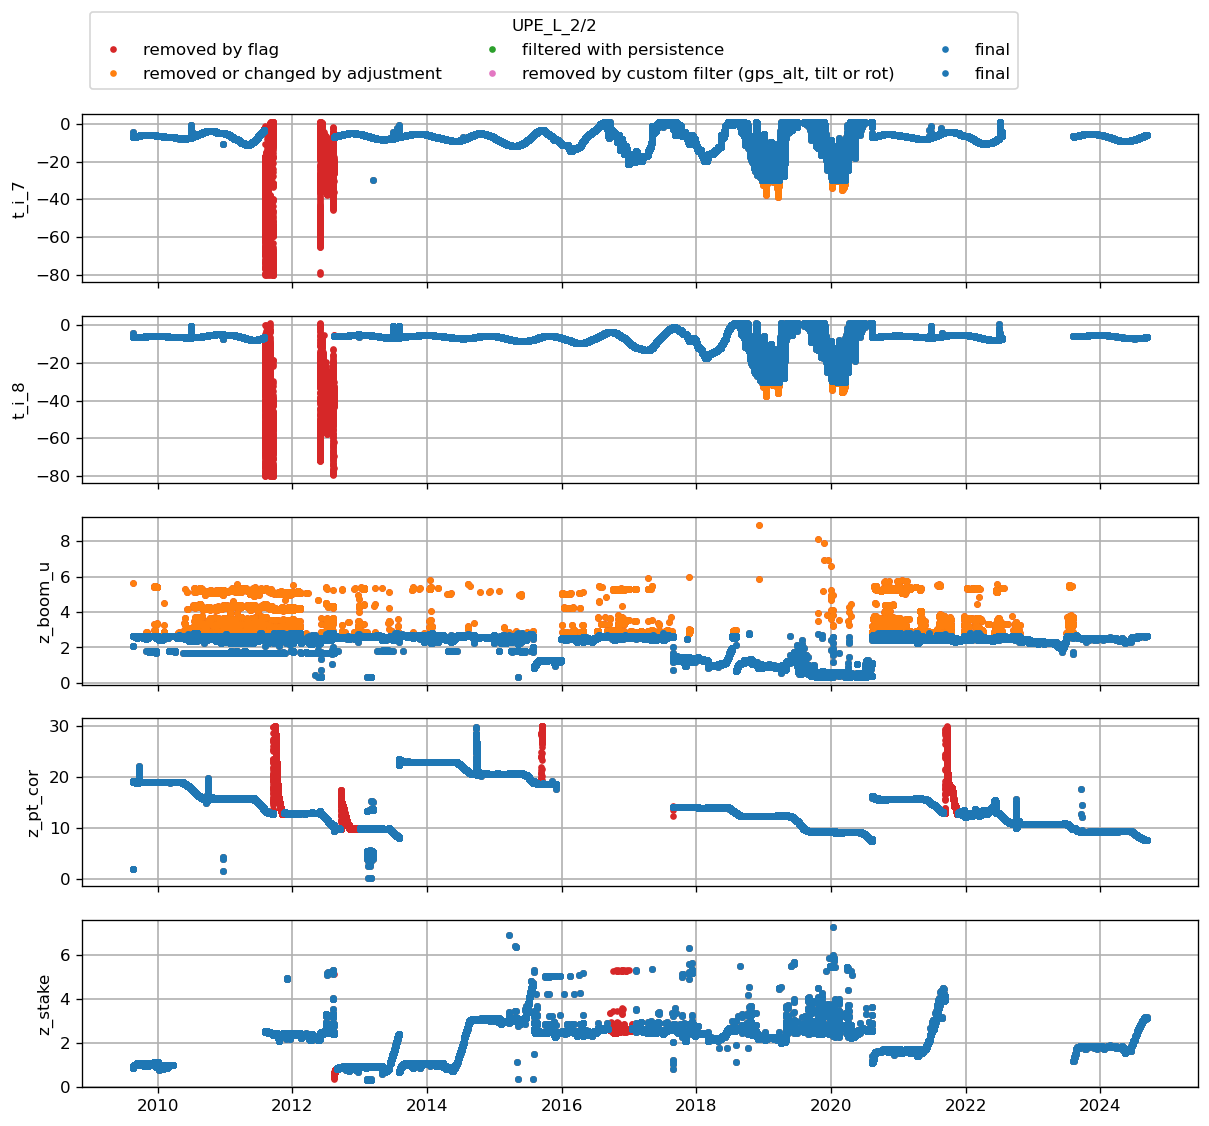 UPE_L_2/2
removed by flag
removed or changed by adjustment
filtered with persistence
removed by custom filter (gps_alt, tilt or rot)
final
final
0
−20
−40
−60
−80
t_i_7
0
−20
−40
−60
−80
t_i_8
8
6
4
2
0
z_boom_u
30
20
10
0
z_pt_cor
6
4
2
0
z_stake
2010 2012 2014 2016 2018 2020 2022 2024